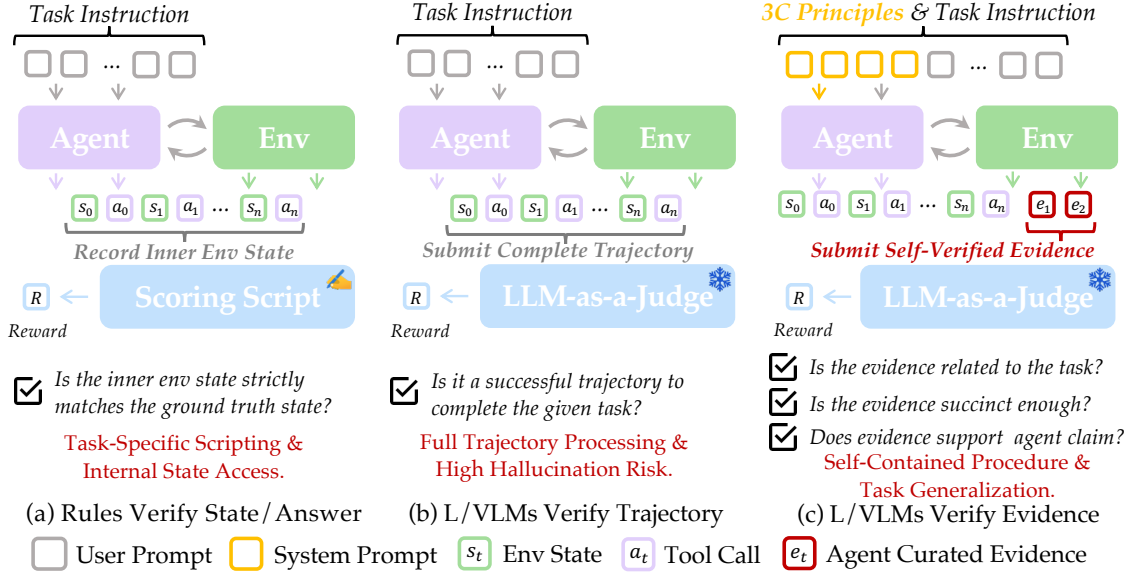 Task Instruction
...
Agent
Env
s0 a0 s1 a1 ... sn an
Record Inner Env State
R
Scoring Script
Reward
Is the inner env state strictly
matches the ground truth state?
Task-Specific Scripting &
Internal State Access.
(a) Rules Verify State/Answer
Task Instruction
...
Agent
Env
s0 a0 s1 a1 ... sn an
Submit Complete Trajectory
R
LLM-as-a-Judge
Reward
Is it a successful trajectory to
complete the given task?
Full Trajectory Processing &
High Hallucination Risk.
(b) L/VLMs Verify Trajectory
3C Principles & Task Instruction
...
Agent
Env
s0 a0 s1 a1 ... sn an e1 e2
Submit Self-Verified Evidence
R
LLM-as-a-Judge
Reward
Is the evidence related to the task?
Is the evidence succinct enough?
Does evidence support agent claim?
Self-Contained Procedure &
Task Generalization.
(c) L/VLMs Verify Evidence
User Prompt System Prompt st Env State at Tool Call et Agent Curated Evidence